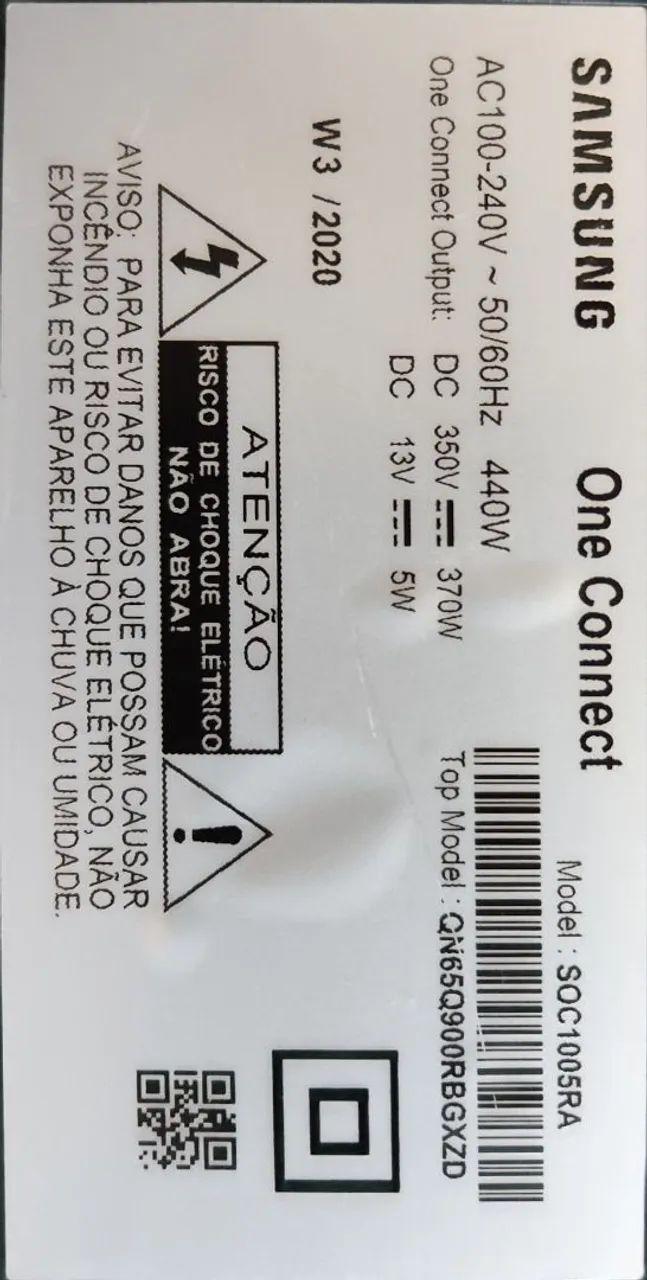 SAMSUNG One Connect
Model : SOC1005RA
AC100-240V ~ 50/60Hz 440W
One Connect Output: DC 350V 370W
DC 13V 5W
Top Model : QN65Q900RBGXZD
W3 /2020
ATENÇÃO
RISCO DE CHOQUE ELÉTRICO
NÃO ABRA!
AVISO: PARA EVITAR DANOS QUE POSSAM CAUSAR
INCÊNDIO OU RISCO DE CHOQUE ELÉTRICO, NÃO
EXPONHA ESTE APARELHO À CHUVA OU UMIDADE.